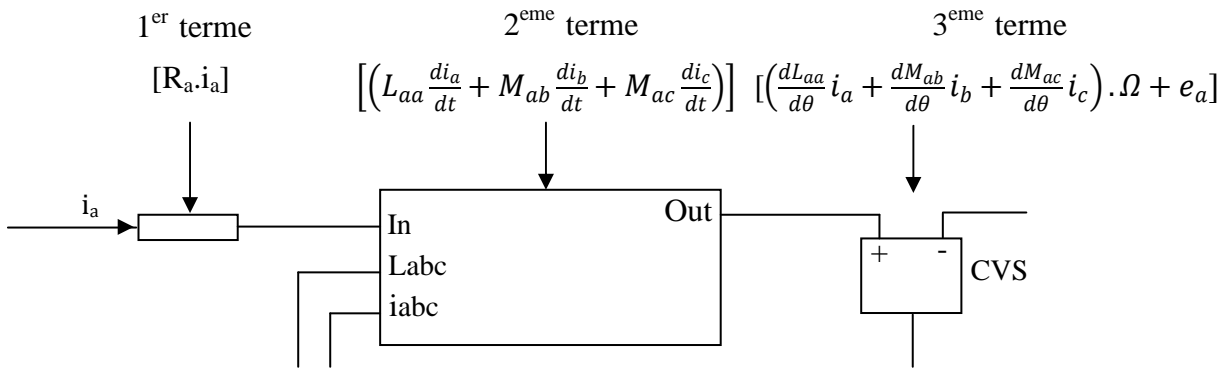 1er terme
2eme terme
3eme terme
[Ra.ia]
[(Laa dia/dt + Mab dib/dt + Mac dic/dt)]
[(dLaa/dθ ia + dMab/dθ ib + dMac/dθ ic).Ω + ea]
ia
In
Out
Labc
iabc
+ -
CVS